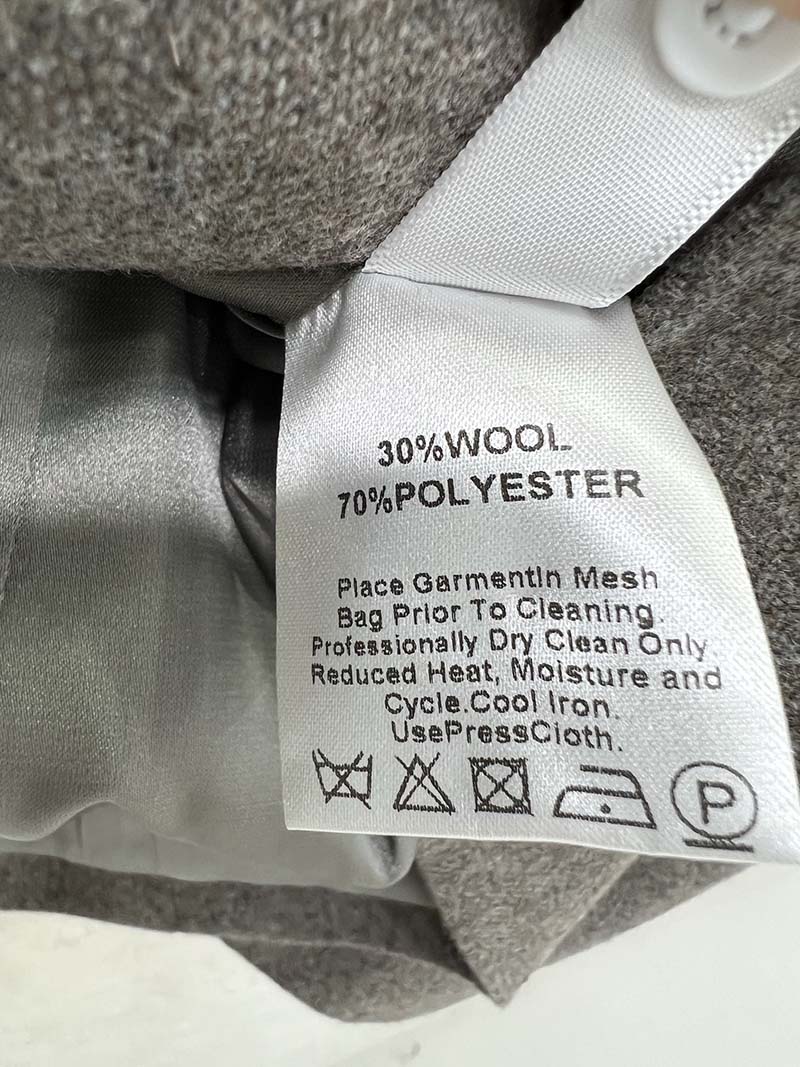 30%WOOL
70%POLYESTER
Place GarmentIn Mesh
Bag Prior To Cleaning.
Professionally Dry Clean Only.
Reduced Heat, Moisture and
Cycle.Cool Iron.
UsePressCloth.
P